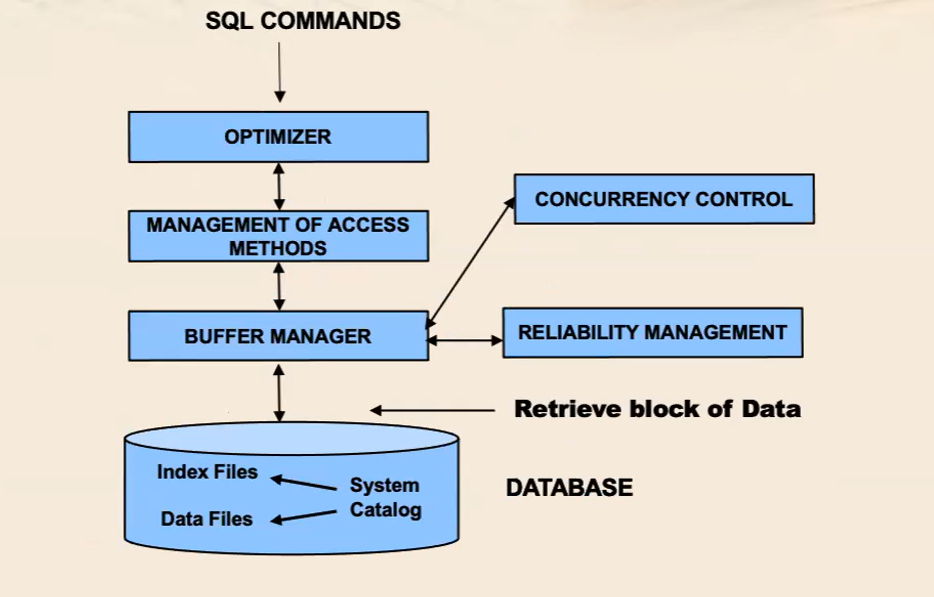 SQL COMMANDS
OPTIMIZER
CONCURRENCY CONTROL
MANAGEMENT OF ACCESS
METHODS
BUFFER MANAGER
RELIABILITY MANAGEMENT
Retrieve block of Data
Index Files
System
Catalog
Data Files
DATABASE